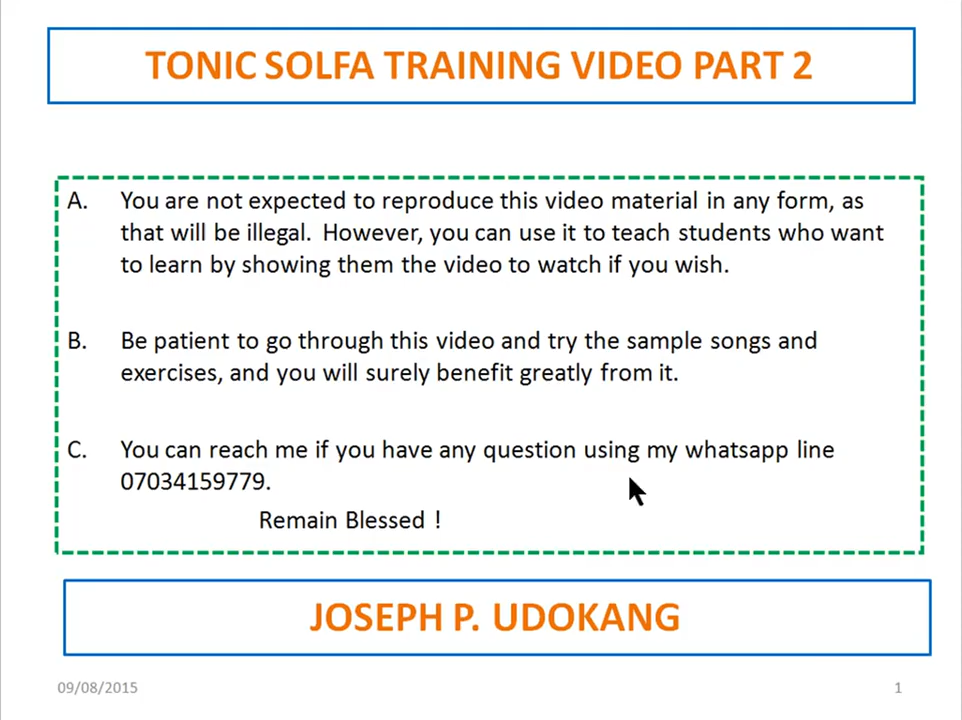 TONIC SOLFA TRAINING VIDEO PART 2
A. You are not expected to reproduce this video material in any form, as
that will be illegal. However, you can use it to teach students who want
to learn by showing them the video to watch if you wish.
B. Be patient to go through this video and try the sample songs and
exercises, and you will surely benefit greatly from it.
C. You can reach me if you have any question using my whatsapp line
07034159779.
Remain Blessed !
JOSEPH P. UDOKANG
09/08/2015
1